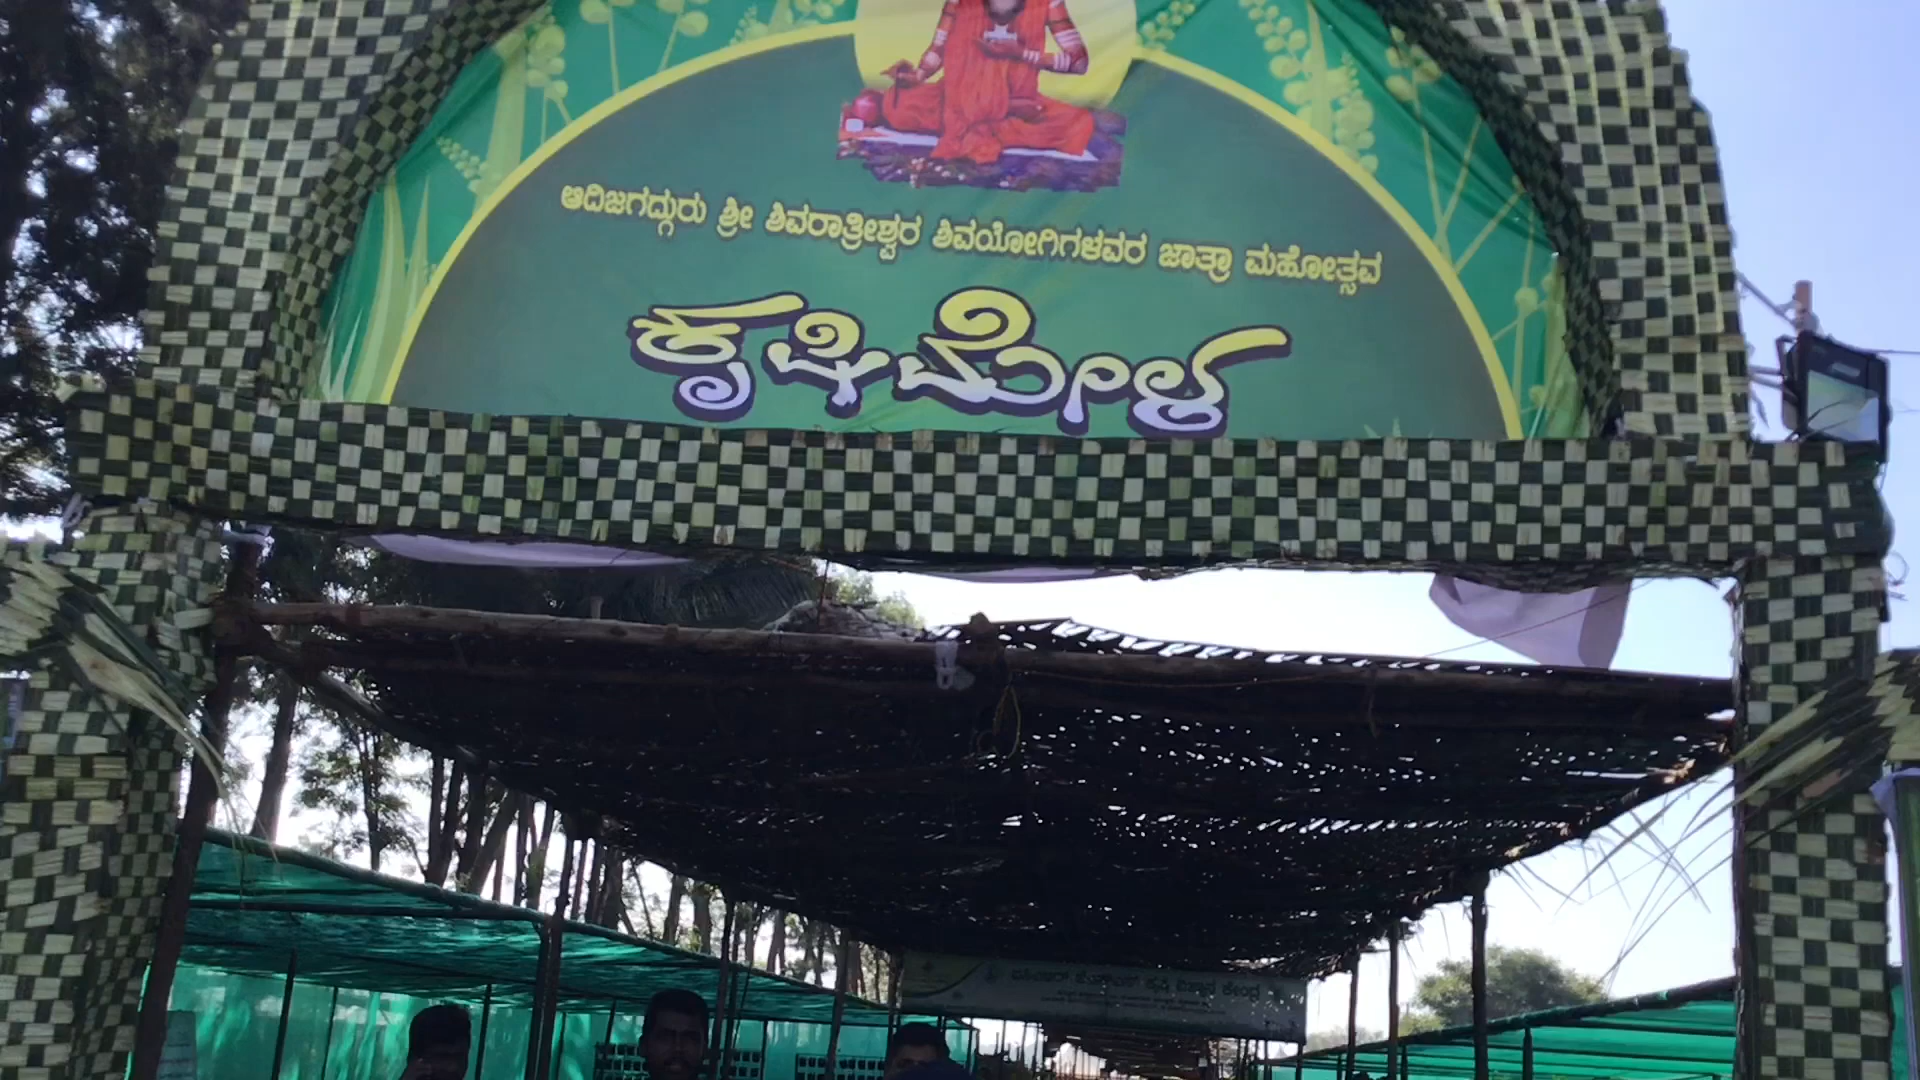 ಆದಿಜಗದ್ಗುರು ಶ್ರೀ ಶಿವರಾತ್ರೀಶ್ವರ ಶಿವಯೋಗಿಗಳವರ ಜಾತ್ರಾ ಮಹೋತ್ಸವ
ಕೃಷಿಮೇಳ
ಕೃಷಿ ವಿಜ್ಞಾನ ಕೇಂದ್ರ